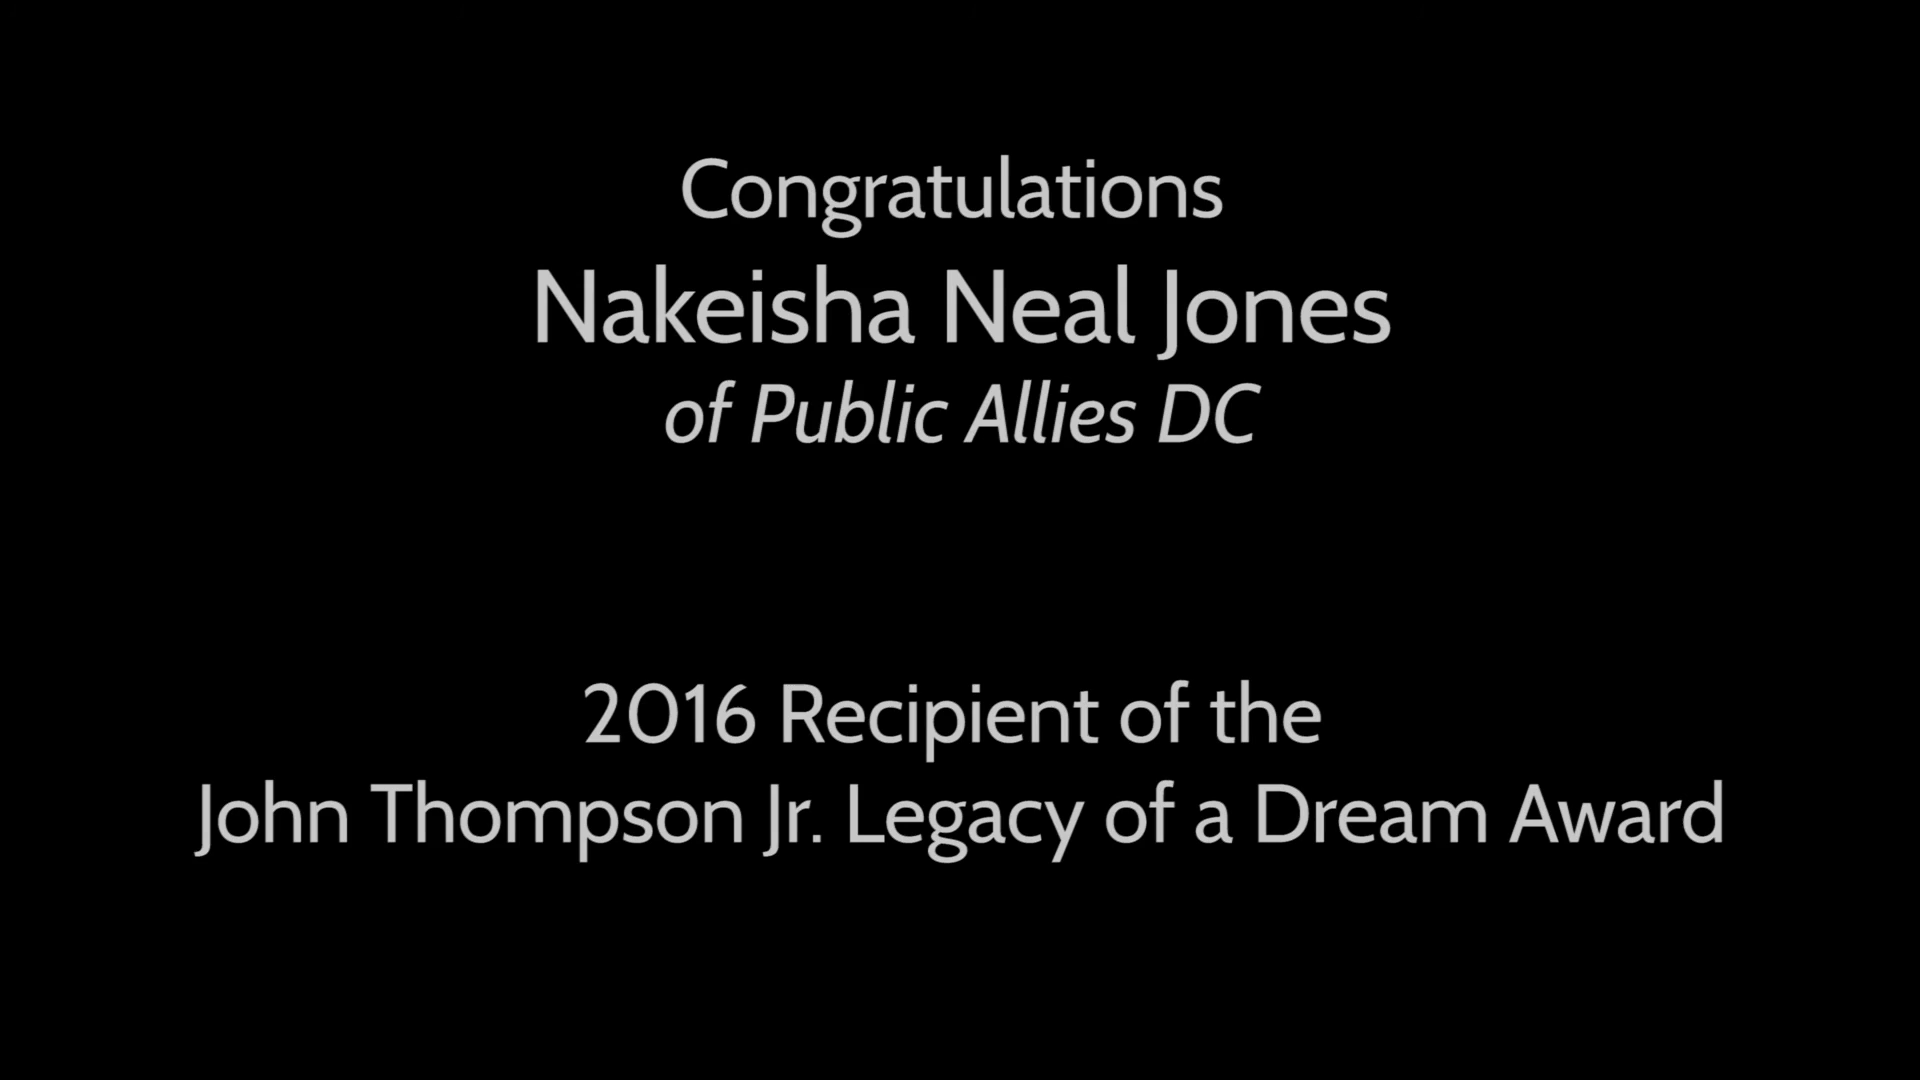 Congratulations
Nakeisha Neal Jones
of Public Allies DC
2016 Recipient of the
John Thompson Jr. Legacy of a Dream Award